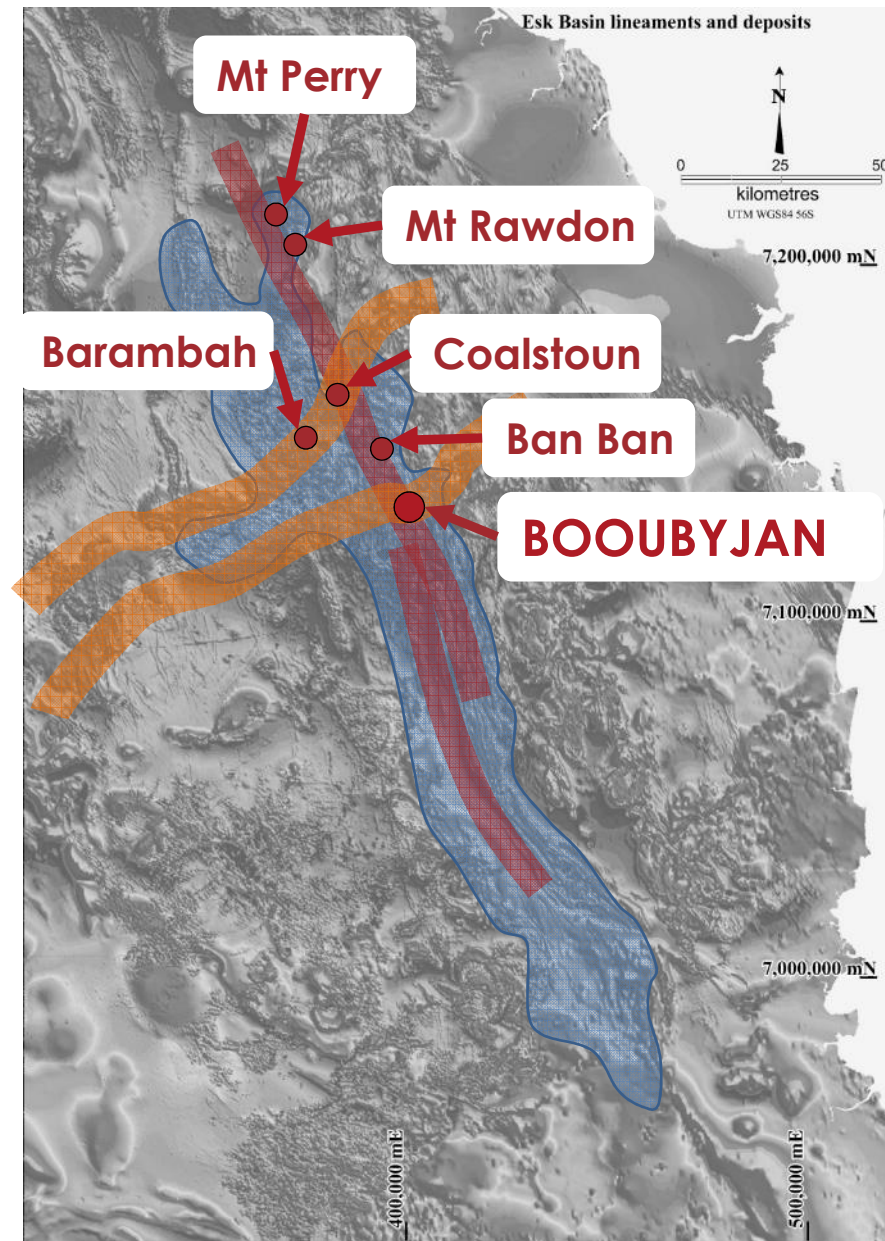 Esk Basin lineaments and deposits
Mt Perry
N
0 25 50
kilometres
UTM WGS84 56S
Mt Rawdon
7,200,000 mN
Barambah
Coalstoun
Ban Ban
BOOUBYJAN
7,100,000 mN
7,000,000 mN
400,000 mE
500,000 mE